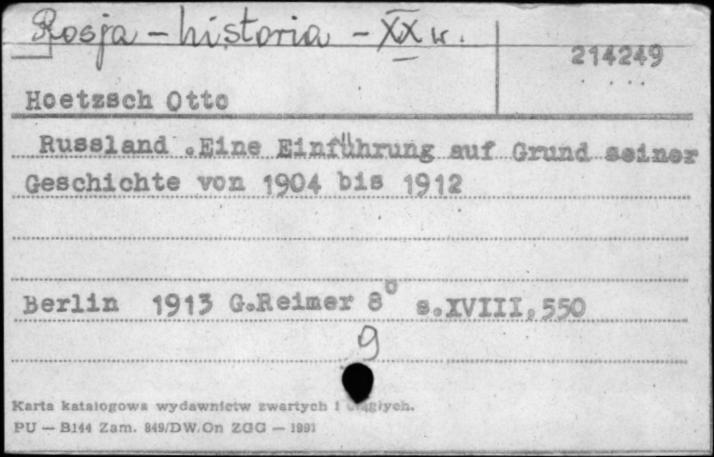 Rosja - historia - XX w.
214249
Hoetzsch Otto
Russland .Eine Einführung auf Grund seiner
Geschichte von 1904 bis 1912
Berlin 1913 G.Reimer 8° s.XVIII,550
9
Karta katalogowa wydawnictw zwartych i ciągłych.
PU — B144 Zam. 849/DW.On ZGG — 1991